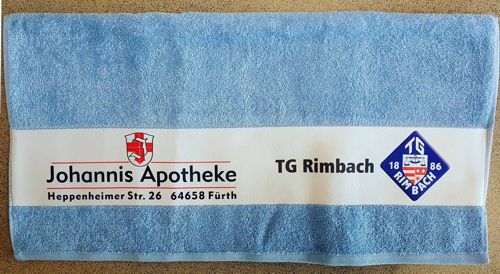 Johannis Apotheke
Heppenheimer Str. 26 64658 Fürth
TG Rimbach
TG
18 86
RIMBACH